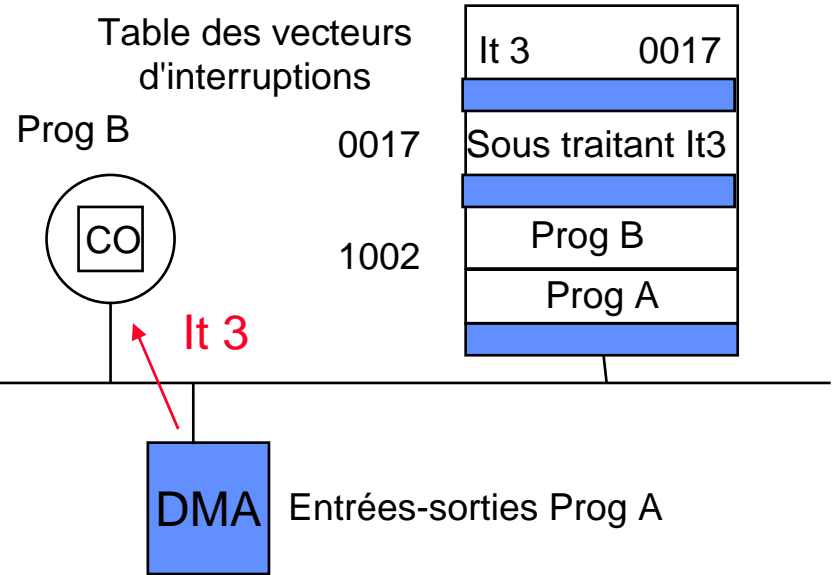 Table des vecteurs
d'interruptions
It 3 0017
Prog B
0017 Sous traitant It3
CO
1002 Prog B
Prog A
It 3
DMA Entrées-sorties Prog A